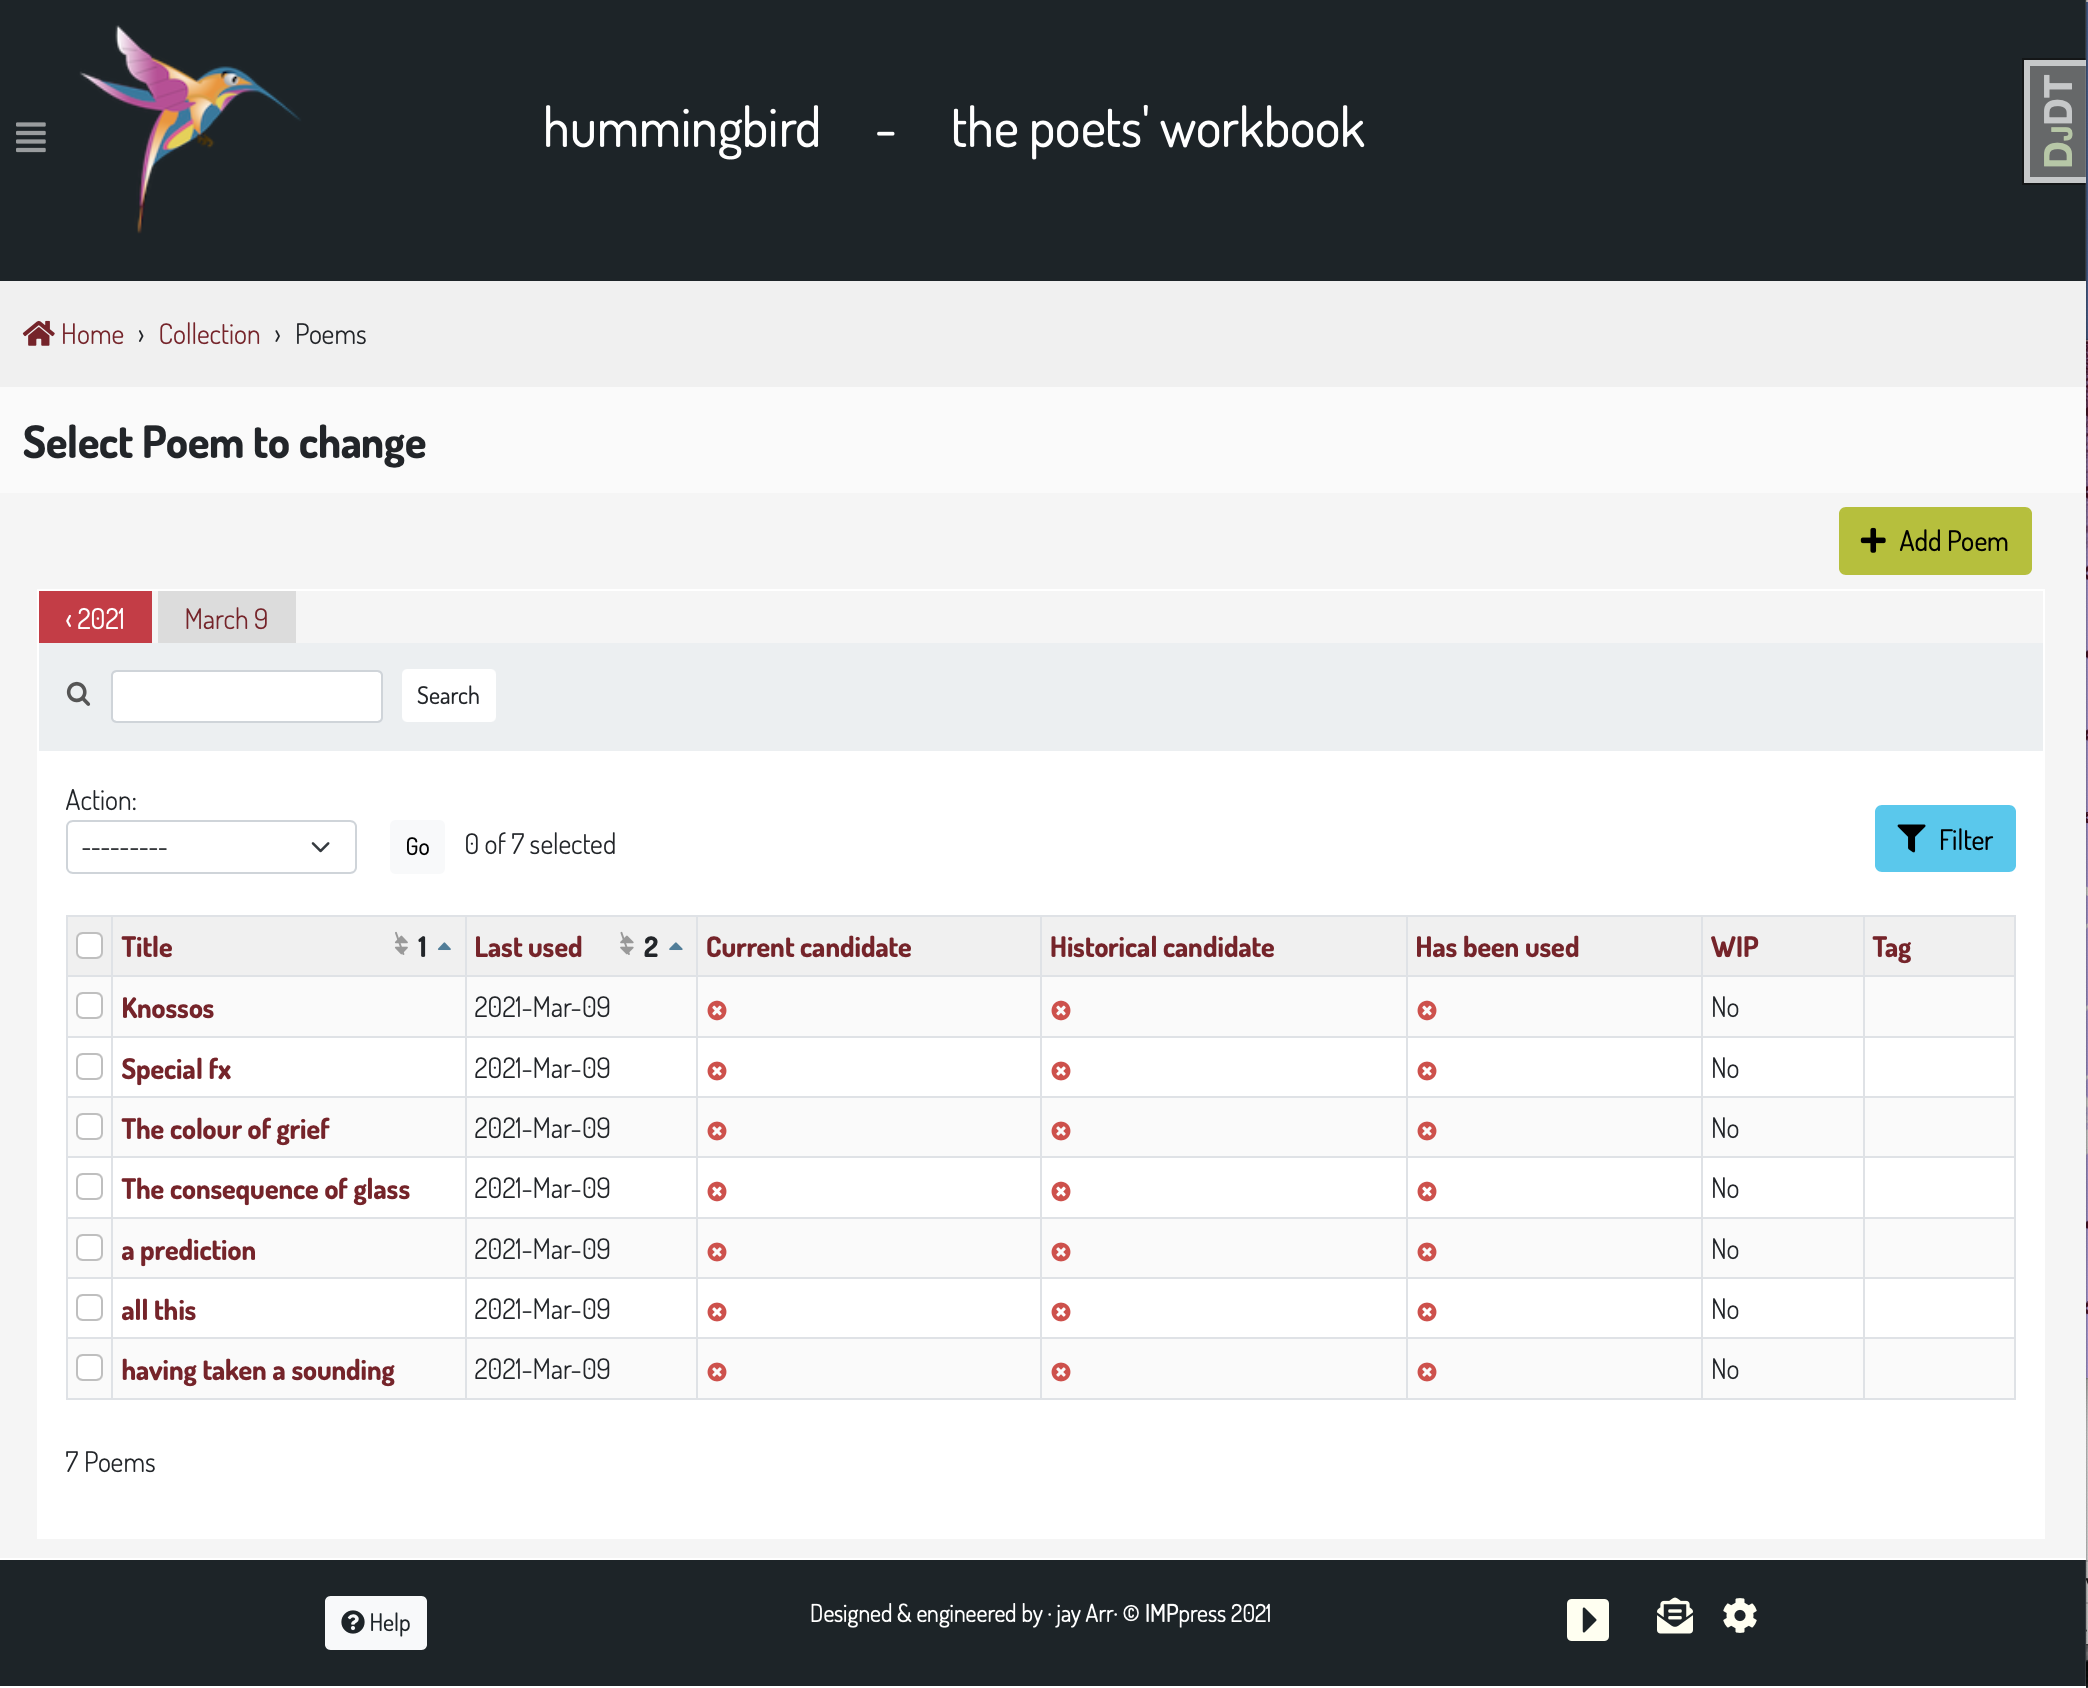 hummingbird - the poets' workbook
DJDT
Home › Collection › Poems
Select Poem to change
Add Poem
‹ 2021 March 9
Search
Action:
--------- Go 0 of 7 selected
Filter
Title 1 Last used 2 Current candidate Historical candidate Has been used WIP Tag
Knossos 2021-Mar-09 No
Special fx 2021-Mar-09 No
The colour of grief 2021-Mar-09 No
The consequence of glass 2021-Mar-09 No
a prediction 2021-Mar-09 No
all this 2021-Mar-09 No
having taken a sounding 2021-Mar-09 No
7 Poems
Help
Designed & engineered by · jay Arr· © IMPpress 2021